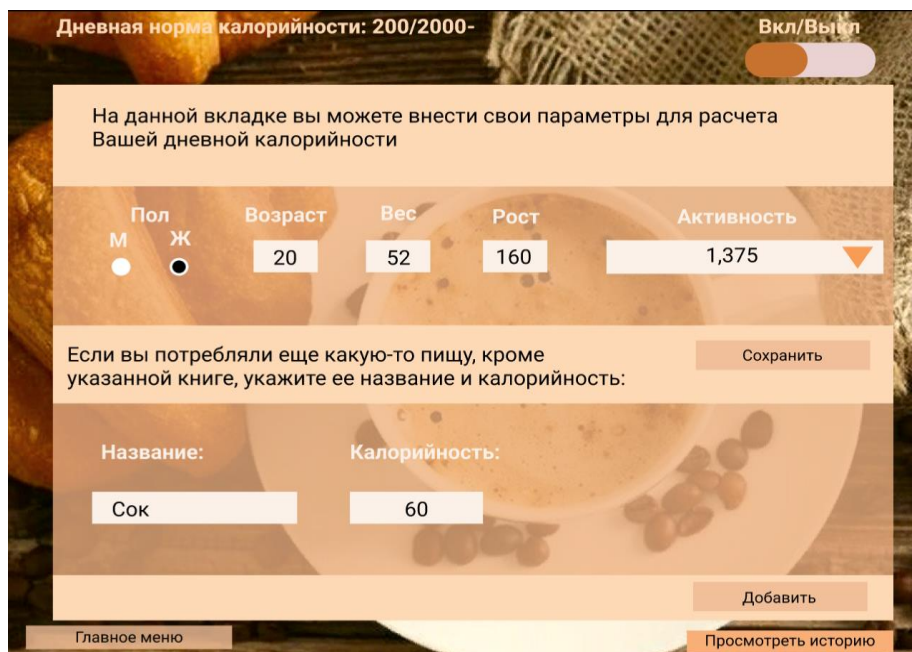 Дневная норма калорийности: 200/2000-
Вкл/Выкл
На данной вкладке вы можете внести свои параметры для расчета
Вашей дневной калорийности
Пол Возраст Вес Рост Активность
М Ж
20 52 160 1,375
Если вы потребляли еще какую-то пищу, кроме
указанной книге, укажите ее название и калорийность:
Сохранить
Название: Калорийность:
Сок 60
Добавить
Главное меню
Просмотреть историю